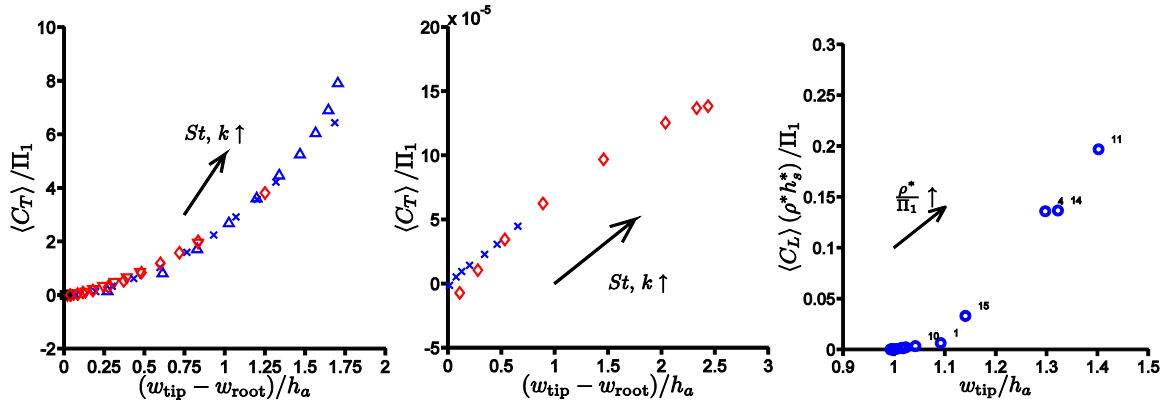 10
8
6
4
2
0
-2
⟨C_T⟩/Π₁
St, k ↑
0 0.25 0.5 0.75 1 1.25 1.5 1.75 2
(w_tip − w_root)/h_a
x 10^-5
20
15
10
5
0
-5
⟨C_T⟩/Π₁
St, k ↑
0 0.5 1 1.5 2 2.5 3
(w_tip − w_root)/h_a
0.3
0.25
0.2
0.15
0.1
0.05
0
⟨C_L⟩(ρ*h_s*)/Π₁
ρ*/Π₁ ↑
11
4 14
15
10 1
0.9 1 1.1 1.2 1.3 1.4 1.5
w_tip/h_a